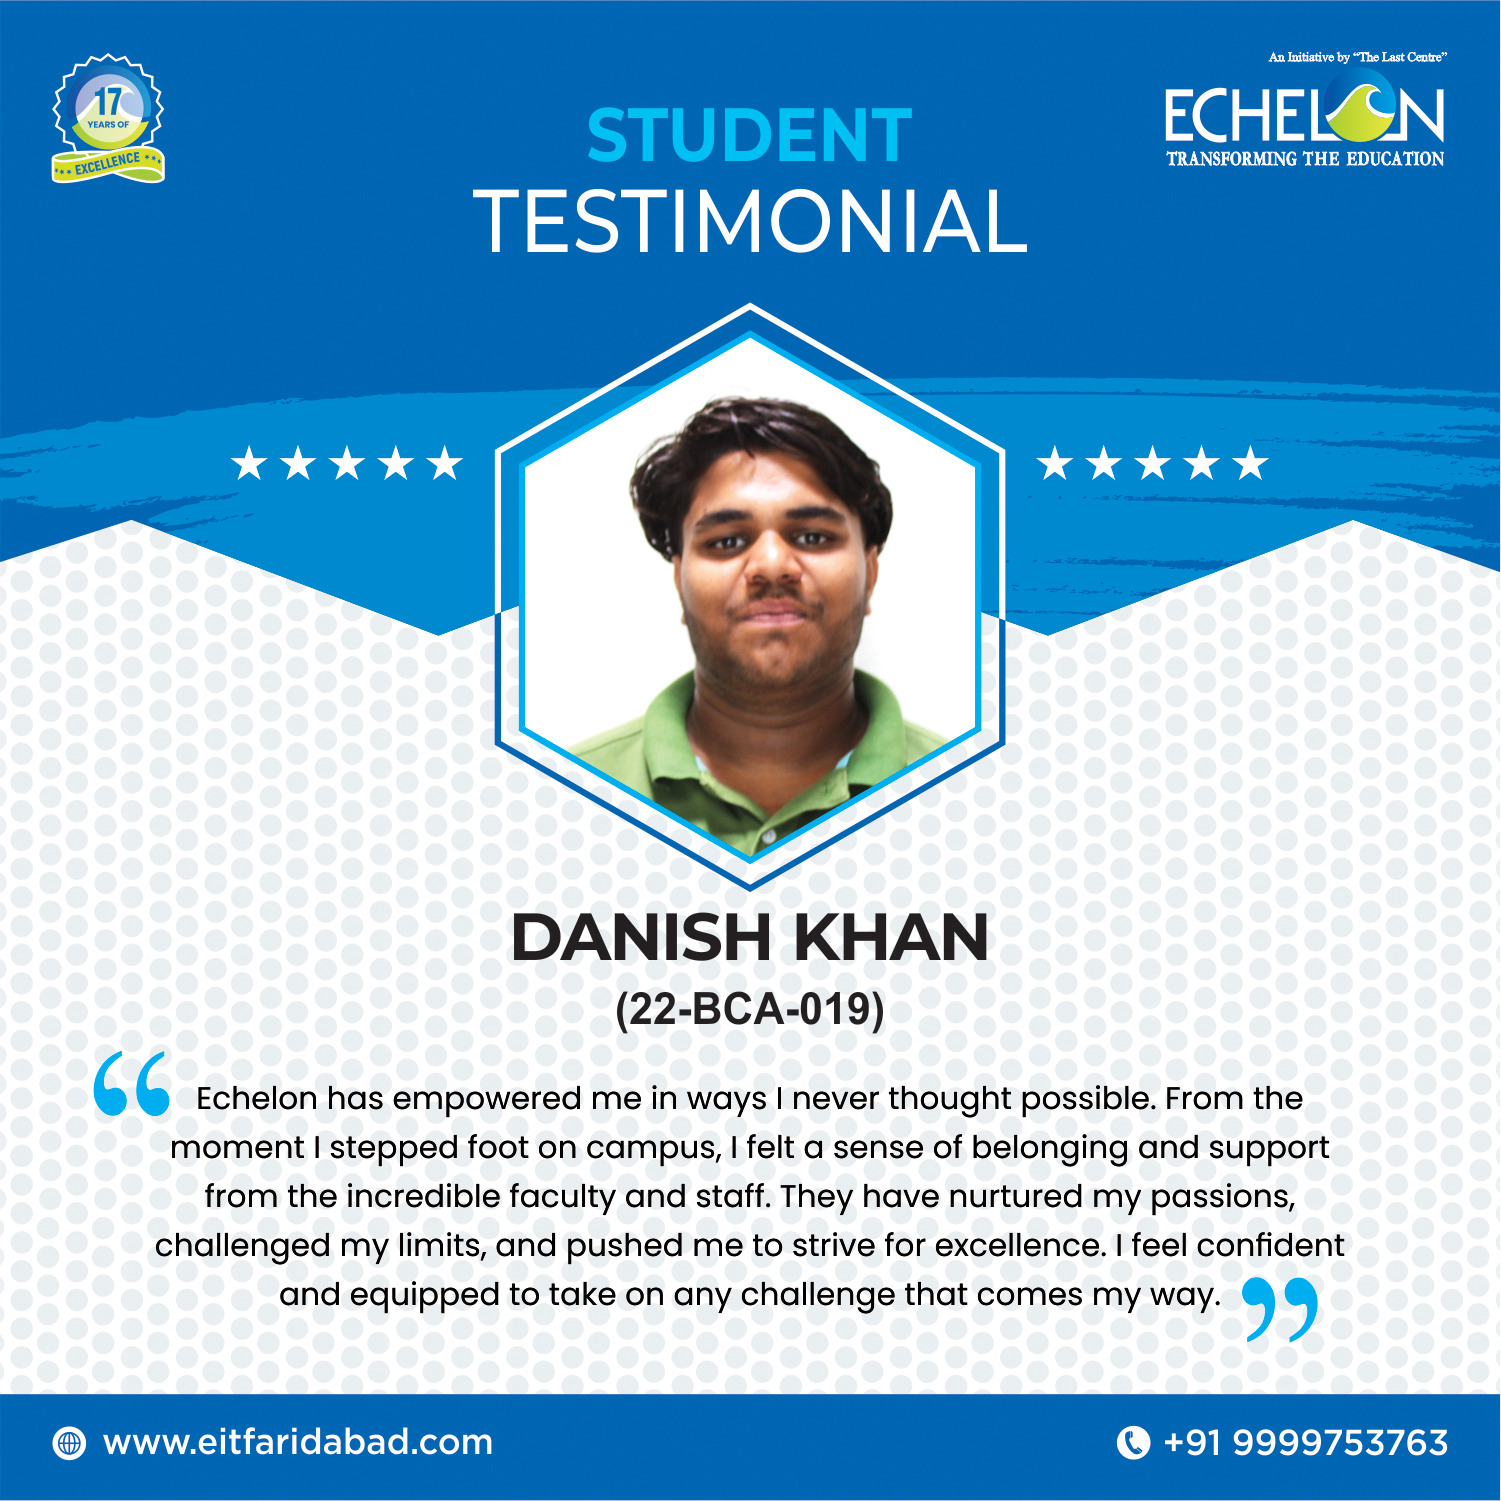 17
YEARS OF
*** EXCELLENCE ***
An Initiative by "The Last Centre"
ECHELON
TRANSFORMING THE EDUCATION
STUDENT
TESTIMONIAL
DANISH KHAN
(22-BCA-019)
“ Echelon has empowered me in ways I never thought possible. From the
moment I stepped foot on campus, I felt a sense of belonging and support
from the incredible faculty and staff. They have nurtured my passions,
challenged my limits, and pushed me to strive for excellence. I feel confident
and equipped to take on any challenge that comes my way. ”
www.eitfaridabad.com
+91 9999753763